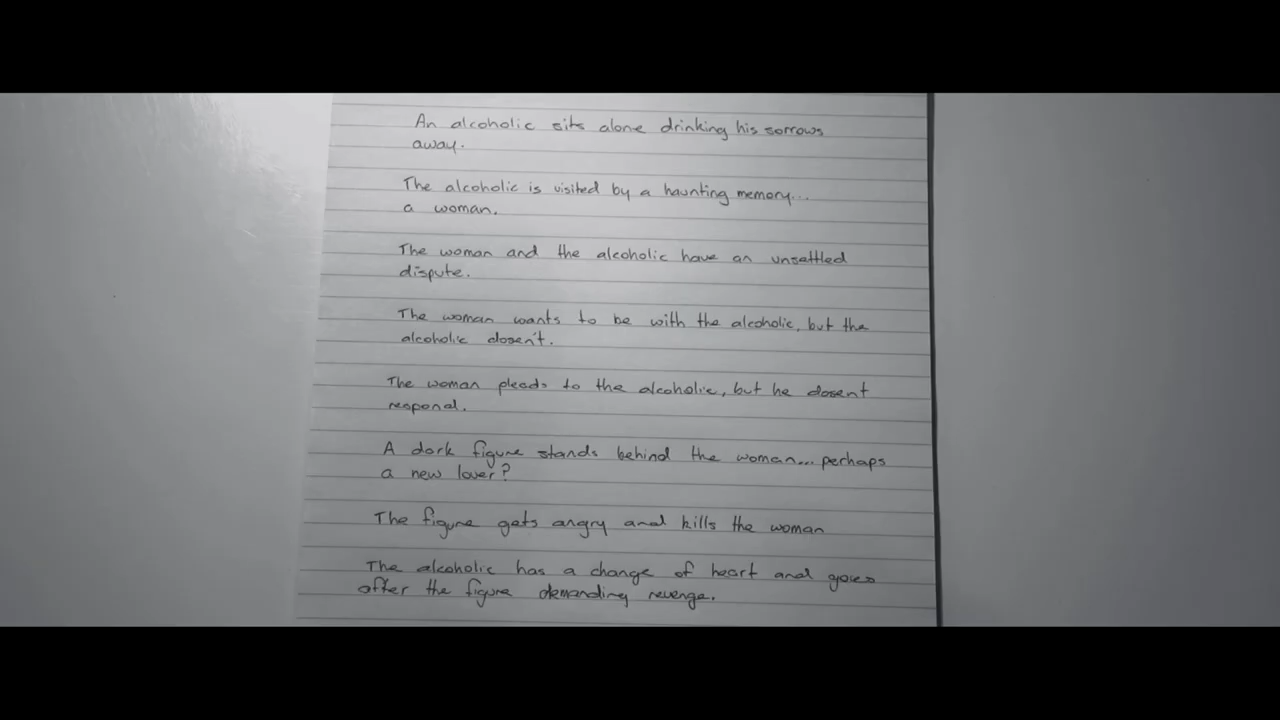 An alcoholic sits alone drinking his sorrows
away.
The alcoholic is visited by a haunting memory...
a woman.
The woman and the alcoholic have an unsettled
dispute.
The woman wants to be with the alcoholic, but the
alcoholic dosen't.
The woman pleads to the alcoholic, but he dosent
respond.
A dark figure stands behind the woman... perhaps
a new lover?
The figure gets angry and kills the woman
The alcoholic has a change of heart and goes
after the figure demanding revenge.